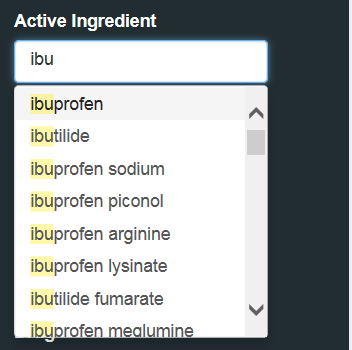 Active Ingredient
ibu
ibuprofen
ibutilide
ibuprofen sodium
ibuprofen piconol
ibuprofen arginine
ibuprofen lysinate
ibutilide fumarate
ibuprofen meglumine